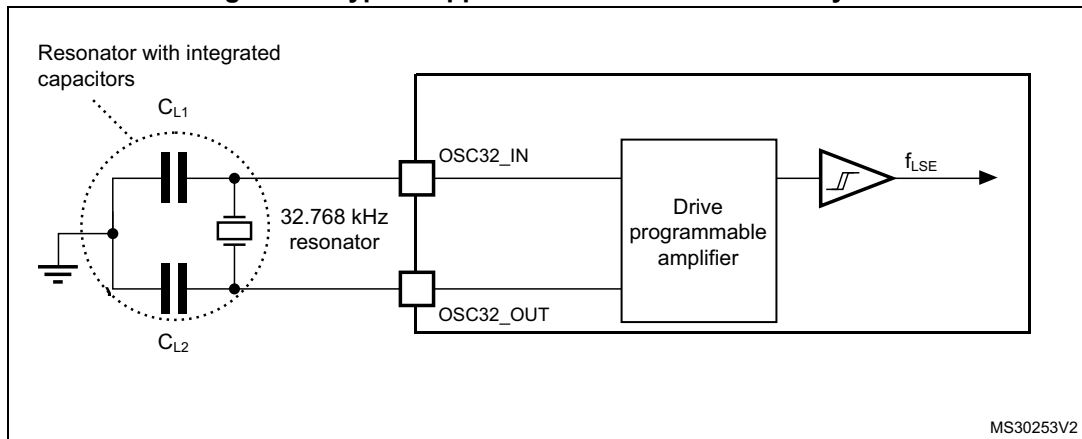 Resonator with integrated
capacitors
CL1
OSC32_IN
fLSE
32.768 kHz
resonator
Drive
programmable
amplifier
OSC32_OUT
CL2
MS30253V2